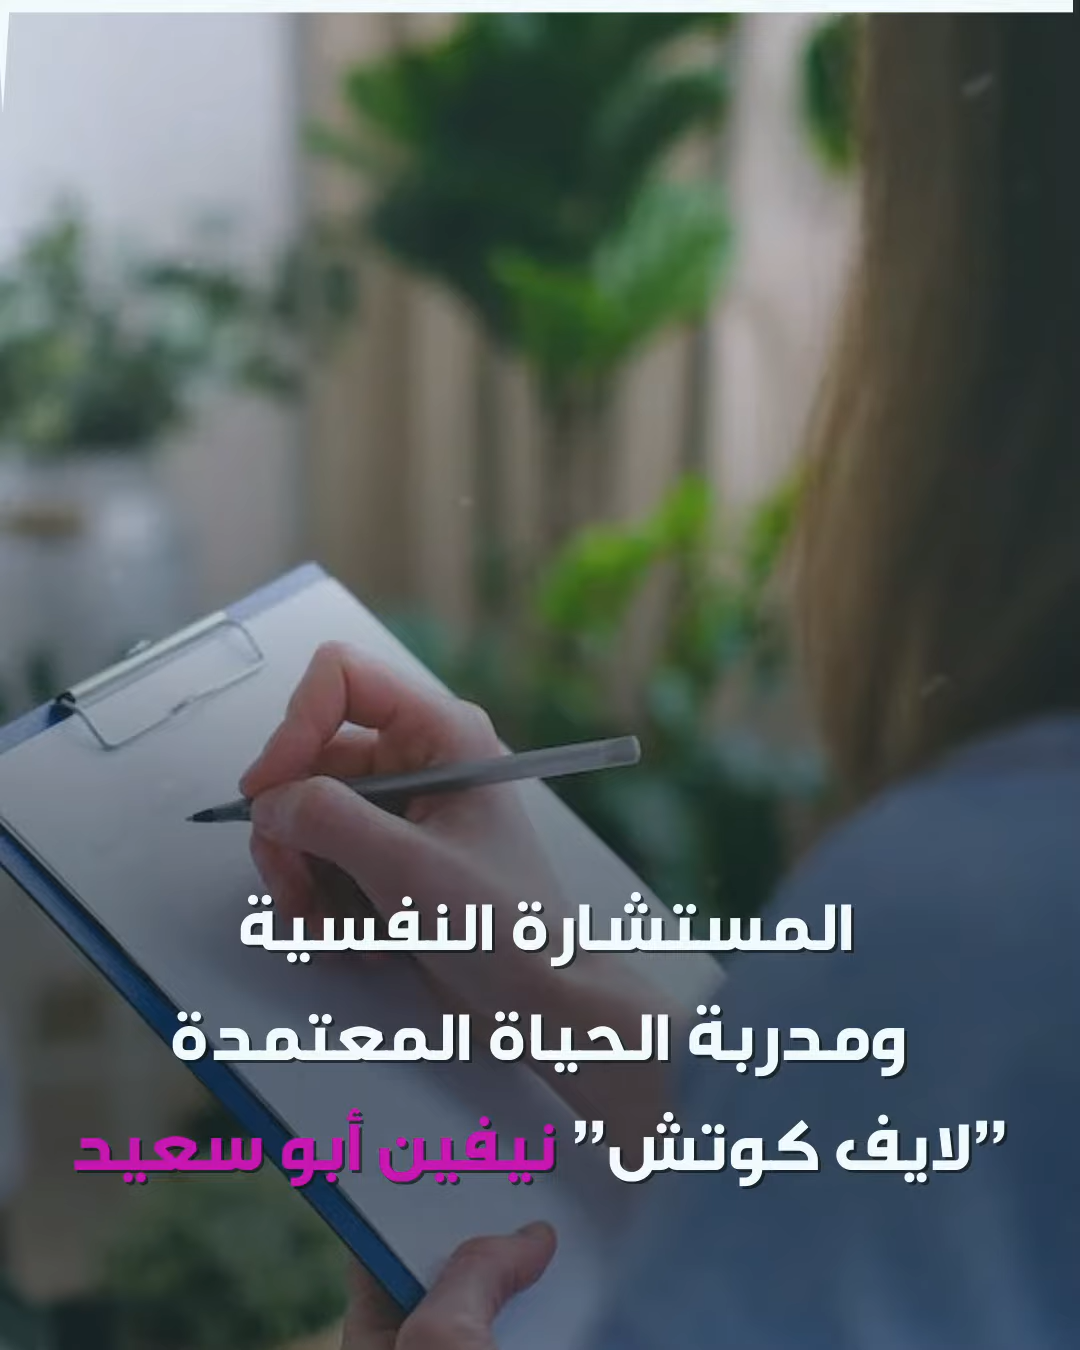 المستشارة النفسية
ومدربة الحياة المعتمدة
”لايف كوتش” نيفين أبو سعيد